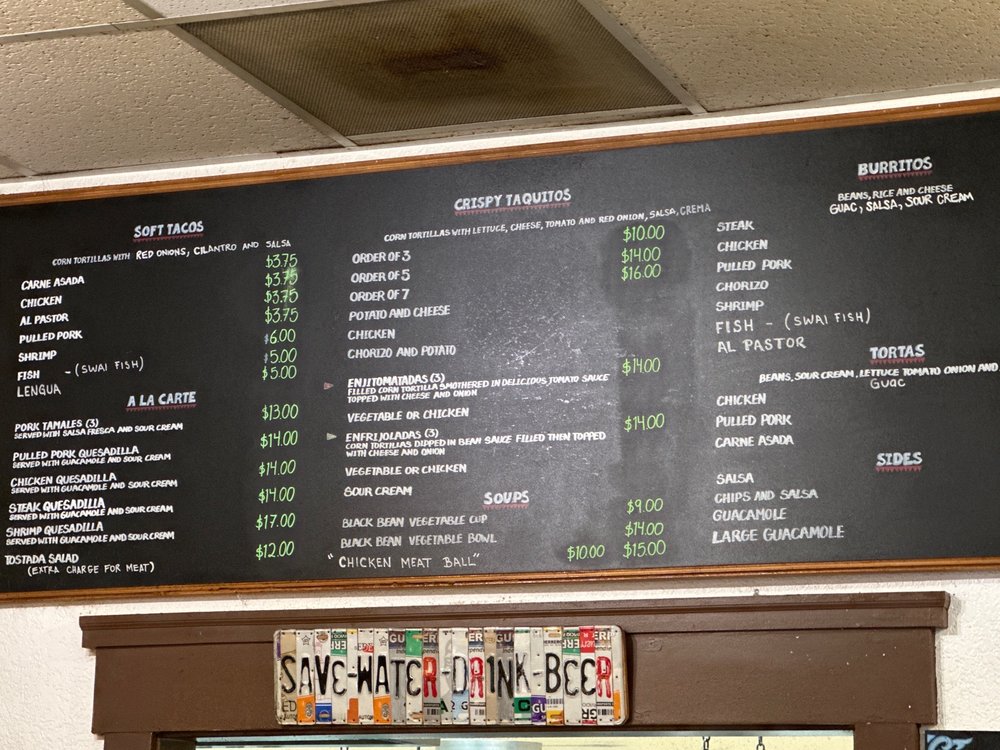 SOFT TACOS
CORN TORTILLAS WITH RED ONIONS, CILANTRO AND SALSA
CARNE ASADA $3.75
CHICKEN $3.75
AL PASTOR $3.75
PULLED PORK $3.75
SHRIMP $6.00
FISH - (SWAI FISH) $5.00
LENGUA $5.00
A LA CARTE
PORK TAMALES (3) $13.00
SERVED WITH SALSA FRESCA AND SOUR CREAM
PULLED PORK QUESADILLA $14.00
SERVED WITH GUACAMOLE AND SOUR CREAM
CHICKEN QUESADILLA $14.00
SERVED WITH GUACAMOLE AND SOUR CREAM
STEAK QUESADILLA $14.00
SERVED WITH GUACAMOLE AND SOUR CREAM
SHRIMP QUESADILLA $17.00
SERVED WITH GUACAMOLE AND SOUR CREAM
TOSTADA SALAD $12.00
(EXTRA CHARGE FOR MEAT)
CRISPY TAQUITOS
CORN TORTILLAS WITH LETTUCE, CHEESE, TOMATO AND RED ONION, SALSA, CREMA
ORDER OF 3 $10.00
ORDER OF 5 $14.00
ORDER OF 7 $16.00
POTATO AND CHEESE
CHICKEN
CHORIZO AND POTATO
ENJITOMATADAS (3) $14.00
FILLED CORN TORTILLA SMOTHERED IN DELICIOUS TOMATO SAUCE
TOPPED WITH CHEESE AND ONION
VEGETABLE OR CHICKEN
ENFRIJOLADAS (3) $14.00
CORN TORTILLAS DIPPED IN BEAN SAUCE FILLED THEN TOPPED
WITH CHEESE AND ONION
VEGETABLE OR CHICKEN
SOUR CREAM
SOUPS
BLACK BEAN VEGETABLE CUP $9.00
BLACK BEAN VEGETABLE BOWL $14.00
"CHICKEN MEAT BALL" $10.00 $15.00
BURRITOS
BEANS, RICE AND CHEESE
GUAC, SALSA, SOUR CREAM
STEAK
CHICKEN
PULLED PORK
CHORIZO
SHRIMP
FISH - (SWAI FISH)
AL PASTOR
TORTAS
BEANS, SOUR CREAM, LETTUCE TOMATO ONION AND
GUAC
CHICKEN
PULLED PORK
CARNE ASADA
SIDES
SALSA
CHIPS AND SALSA
GUACAMOLE
LARGE GUACAMOLE
SAVE-WATER-DR1NK-BEER